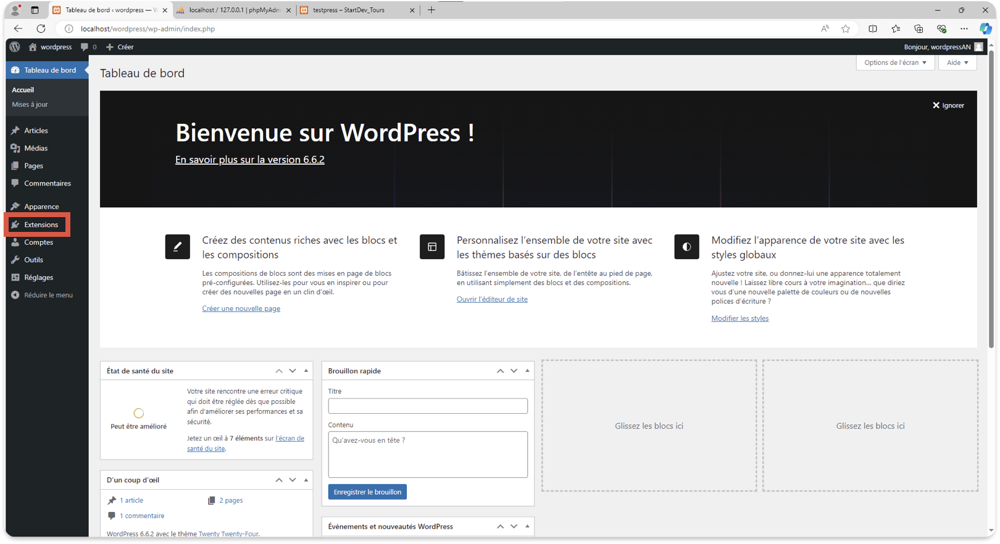 Tableau de bord ‹ wordpress — W
localhost / 127.0.0.1 | phpMyAdm
testpress – StartDev_Tours
localhost/wordpress/wp-admin/index.php
wordpress
0
Créer
Bonjour, wordpressAN
Tableau de bord
Accueil
Mises à jour
Articles
Médias
Pages
Commentaires
Apparence
Extensions
Comptes
Outils
Réglages
Réduire le menu
Tableau de bord
Options de l’écran
Aide
Ignorer
Bienvenue sur WordPress !
En savoir plus sur la version 6.6.2
Créez des contenus riches avec les blocs et
les compositions
Les compositions de blocs sont des mises en page de blocs
pré-configurées. Utilisez-les pour vous en inspirer ou pour
créer des nouvelles page en un clin d’œil.
Créer une nouvelle page
Personnalisez l’ensemble de votre site avec
les thèmes basés sur des blocs
Bâtissez l’ensemble de votre site, de l’entête au pied de page,
en utilisant simplement des blocs et des compositions.
Ouvrir l’éditeur de site
Modifiez l’apparence de votre site avec les
styles globaux
Ajustez votre site, ou donnez-lui une apparence totalement
nouvelle ! Laissez libre cours à votre imagination… que diriez
vous d’une nouvelle palette de couleurs ou de nouvelles
polices d’écriture ?
Modifier les styles
État de santé du site
Peut être amélioré
Votre site rencontre une erreur critique
qui doit être réglée dès que possible
afin d’améliorer ses performances et sa
sécurité.
Jetez un œil à 7 éléments sur l’écran de
santé du site.
D’un coup d’œil
1 article
2 pages
1 commentaire
WordPress 6.6.2 avec le thème Twenty Twenty-Four.
Brouillon rapide
Titre
Contenu
Qu’avez-vous en tête ?
Enregistrer le brouillon
Évènements et nouveautés WordPress
Glissez les blocs ici
Glissez les blocs ici